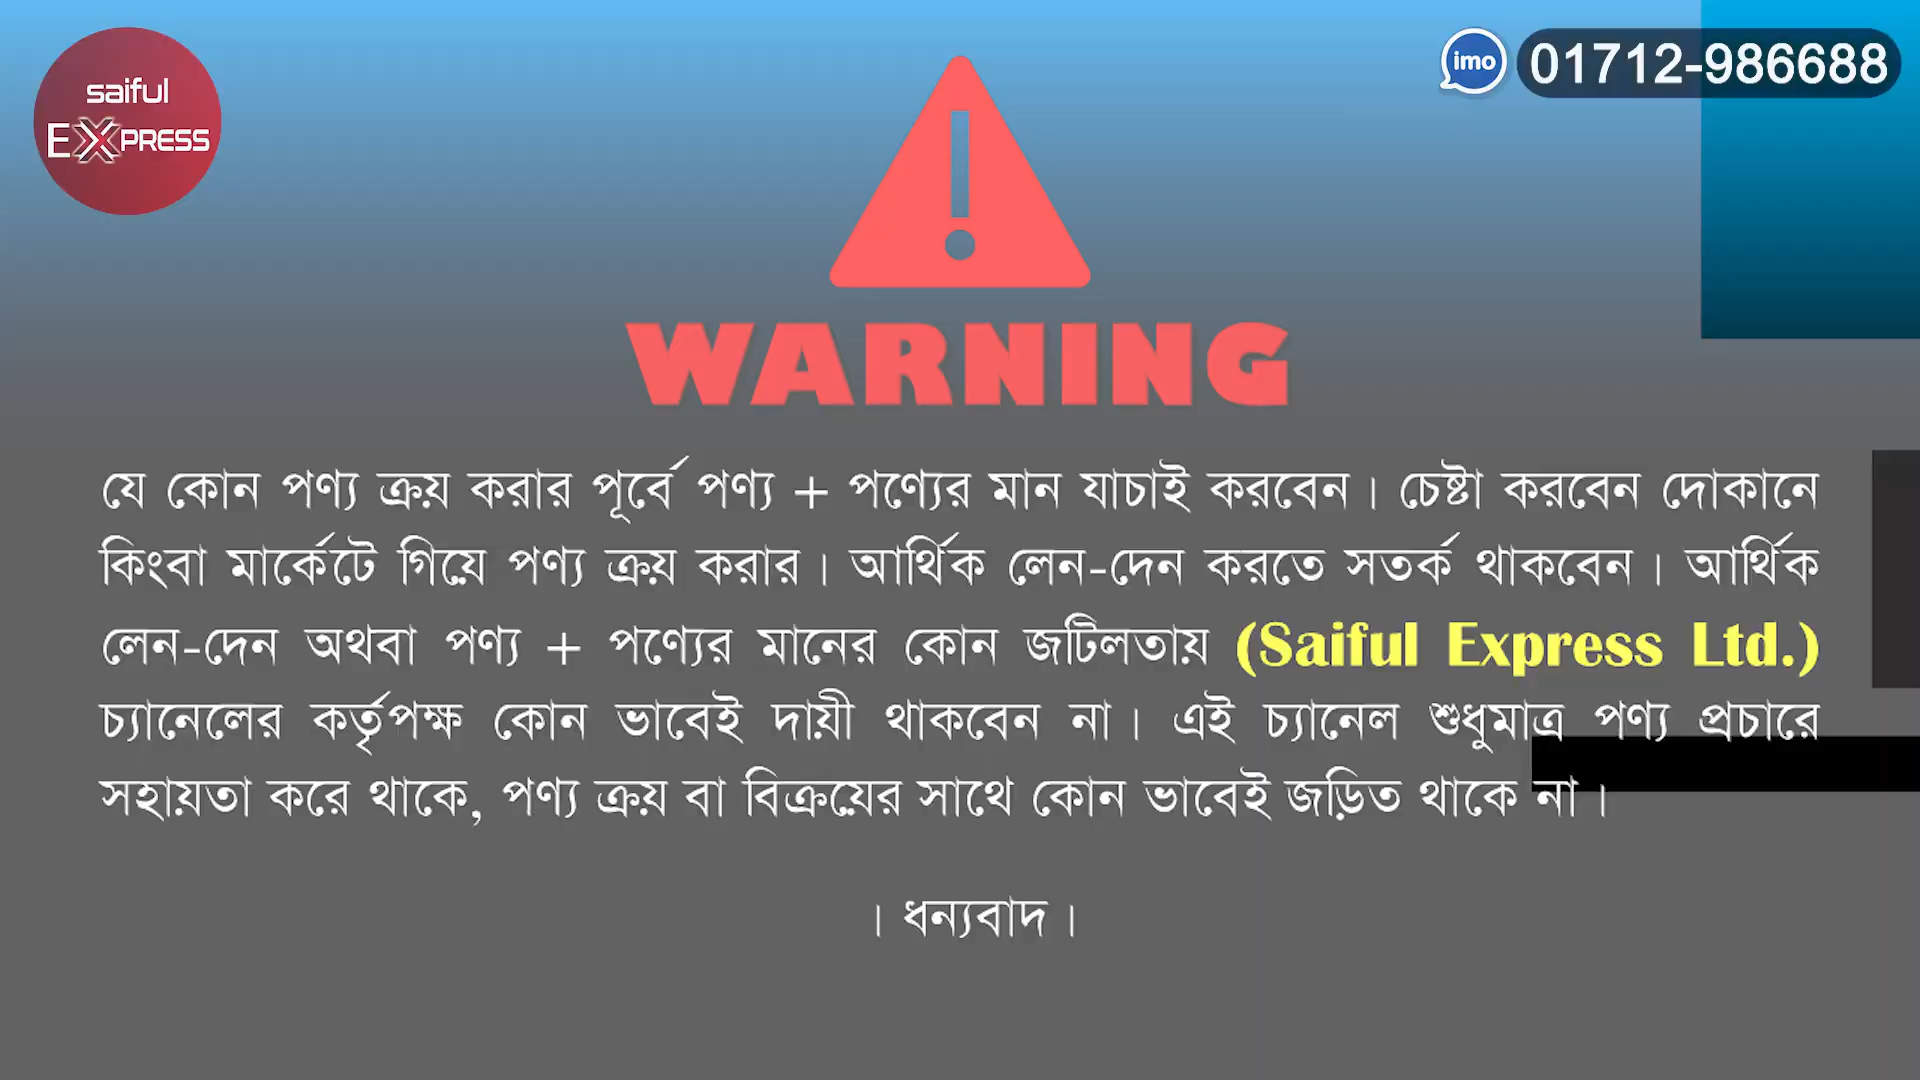 saiful
EXPRESS
imo 01712-986688
WARNING
যে কোন পণ্য ক্রয় করার পূর্বে পণ্য + পণ্যের মান যাচাই করবেন। চেষ্টা করবেন দোকানে
কিংবা মার্কেটে গিয়ে পণ্য ক্রয় করার। আর্থিক লেন-দেন করতে সতর্ক থাকবেন। আর্থিক
লেন-দেন অথবা পণ্য + পণ্যের মানের কোন জটিলতায় (Saiful Express Ltd.)
চ্যানেলের কর্তৃপক্ষ কোন ভাবেই দায়ী থাকবেন না। এই চ্যানেল শুধুমাত্র পণ্য প্রচারে
সহায়তা করে থাকে, পণ্য ক্রয় বা বিক্রয়ের সাথে কোন ভাবেই জড়িত থাকে না।
। ধন্যবাদ।